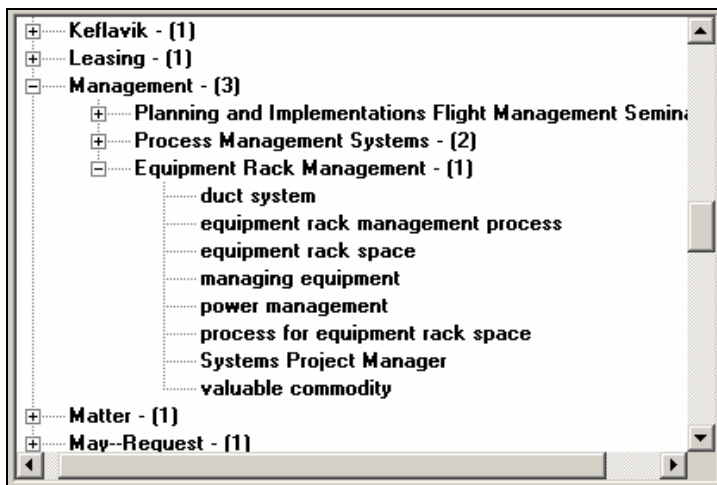 Keflavik - (1)
Leasing - (1)
Management - (3)
Planning and Implementations Flight Management
Process Management Systems - (2)
Equipment Rack Management - (1)
duct system
equipment rack management process
equipment rack space
managing equipment
power management
process for equipment rack space
Systems Project Manager
valuable commodity
Matter - (1)
May--Request - (1)